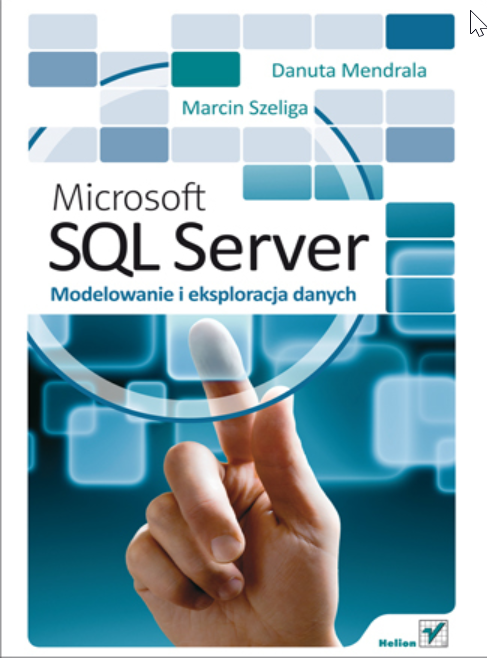 Danuta Mendrala
Marcin Szeliga
Microsoft
SQL Server
Modelowanie i eksploracja danych
Helion